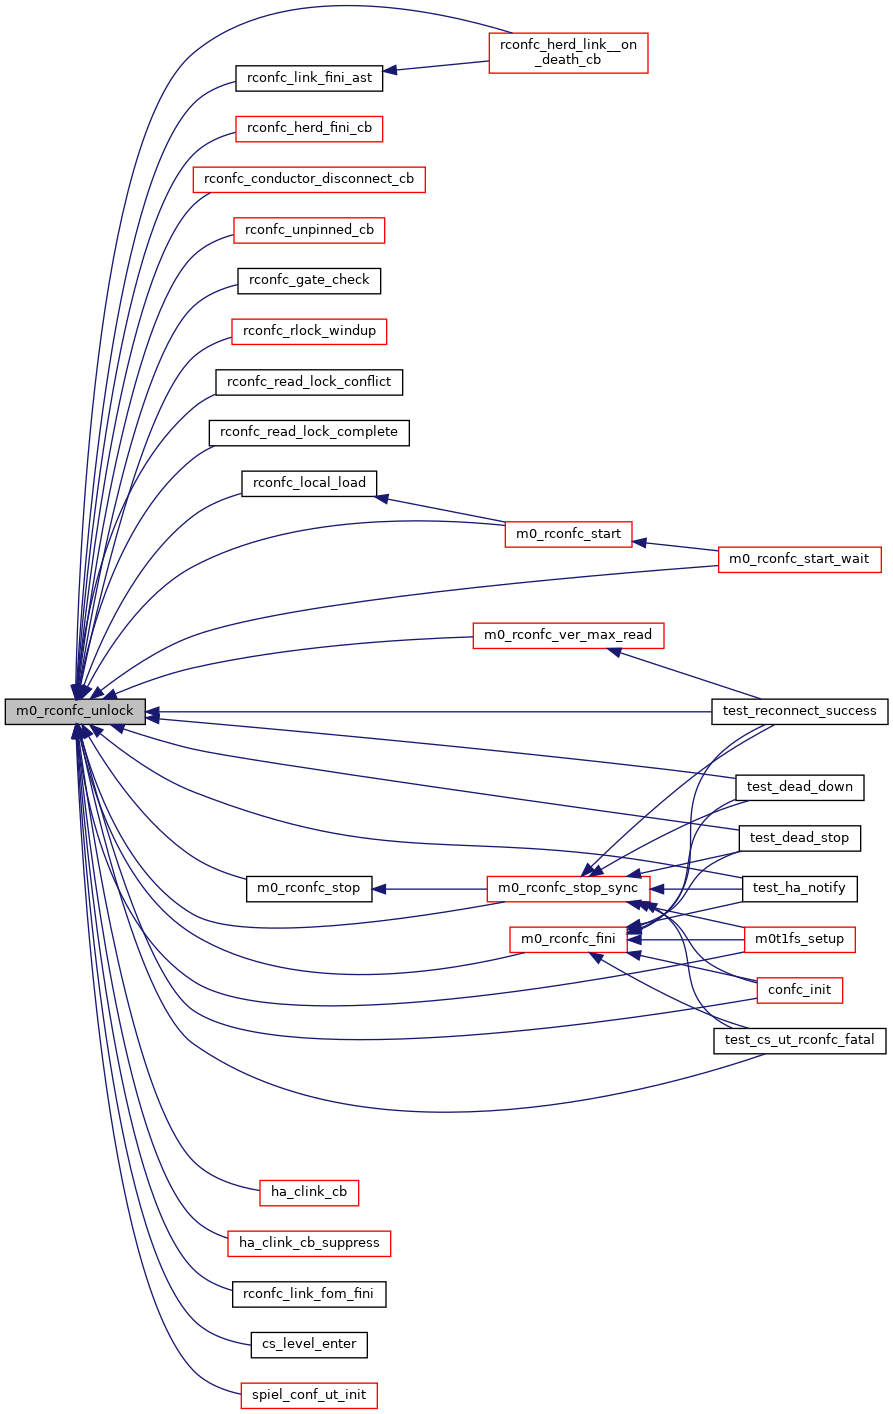 rconfc_herd_link__on
_death_cb
rconfc_link_fini_ast
rconfc_herd_fini_cb
rconfc_conductor_disconnect_cb
rconfc_unpinned_cb
rconfc_gate_check
rconfc_rlock_windup
rconfc_read_lock_conflict
rconfc_read_lock_complete
rconfc_local_load
m0_rconfc_start
m0_rconfc_start_wait
m0_rconfc_ver_max_read
m0_rconfc_unlock
test_reconnect_success
test_dead_down
test_dead_stop
m0_rconfc_stop
m0_rconfc_stop_sync
test_ha_notify
m0_rconfc_fini
m0t1fs_setup
confc_init
test_cs_ut_rconfc_fatal
ha_clink_cb
ha_clink_cb_suppress
rconfc_link_fom_fini
cs_level_enter
spiel_conf_ut_init